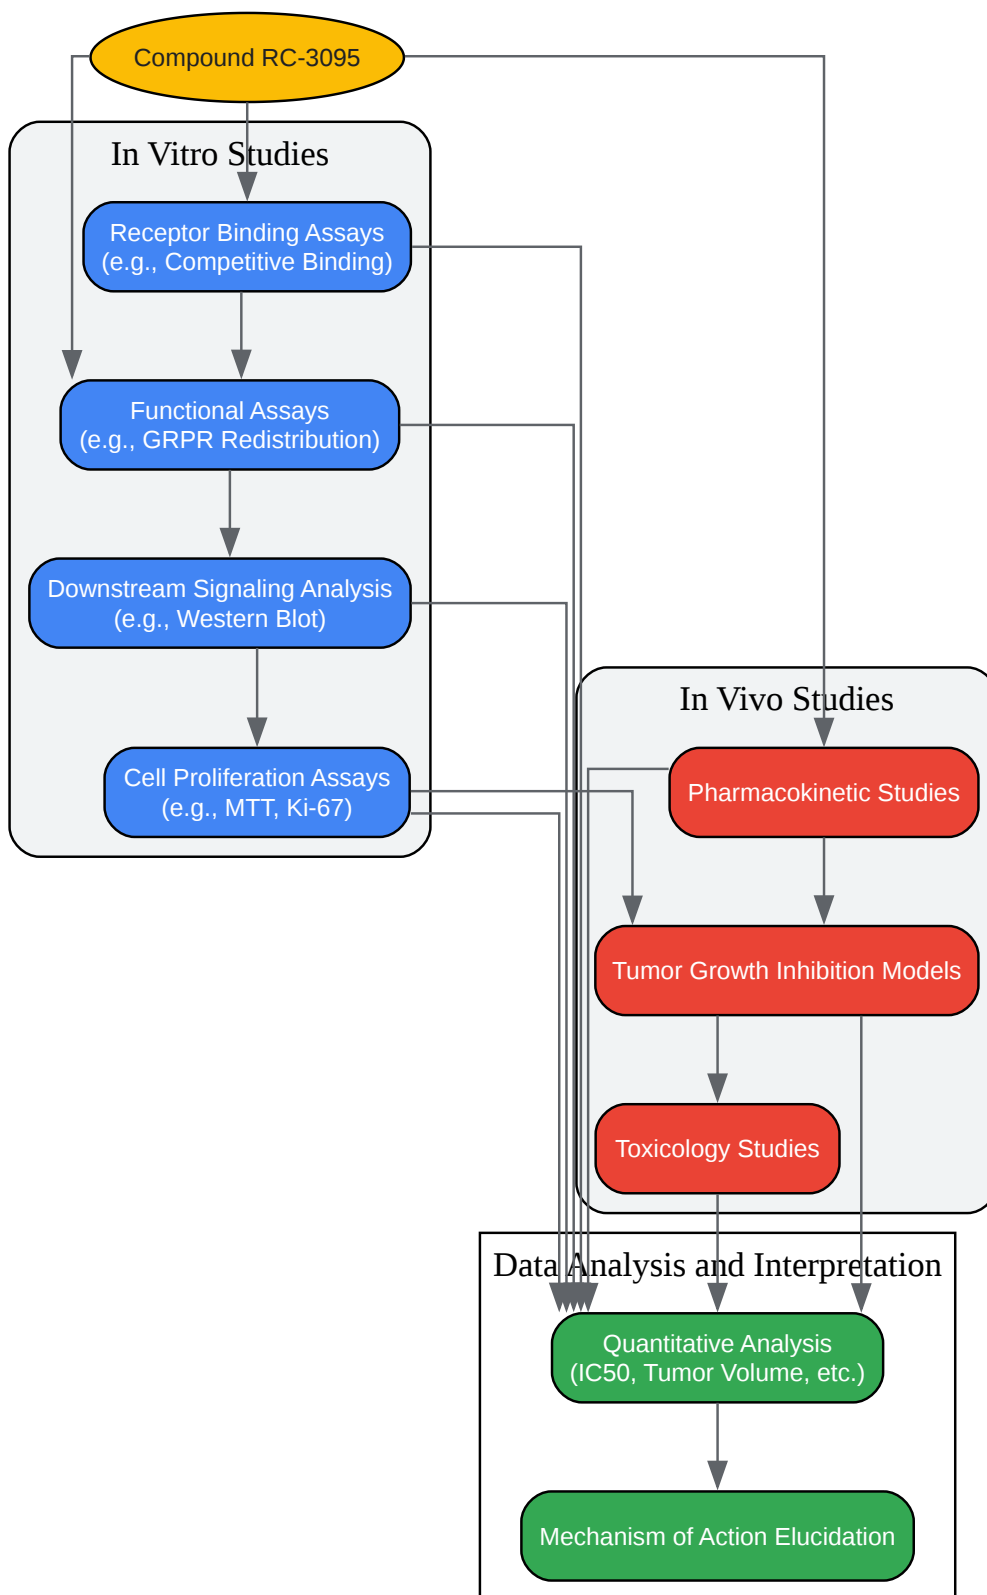 Compound RC-3095
In Vitro Studies
Receptor Binding Assays
(e.g., Competitive Binding)
Functional Assays
(e.g., GRPR Redistribution)
Downstream Signaling Analysis
(e.g., Western Blot)
Cell Proliferation Assays
(e.g., MTT, Ki-67)
In Vivo Studies
Pharmacokinetic Studies
Tumor Growth Inhibition Models
Toxicology Studies
Data Analysis and Interpretation
Quantitative Analysis
(IC50, Tumor Volume, etc.)
Mechanism of Action Elucidation